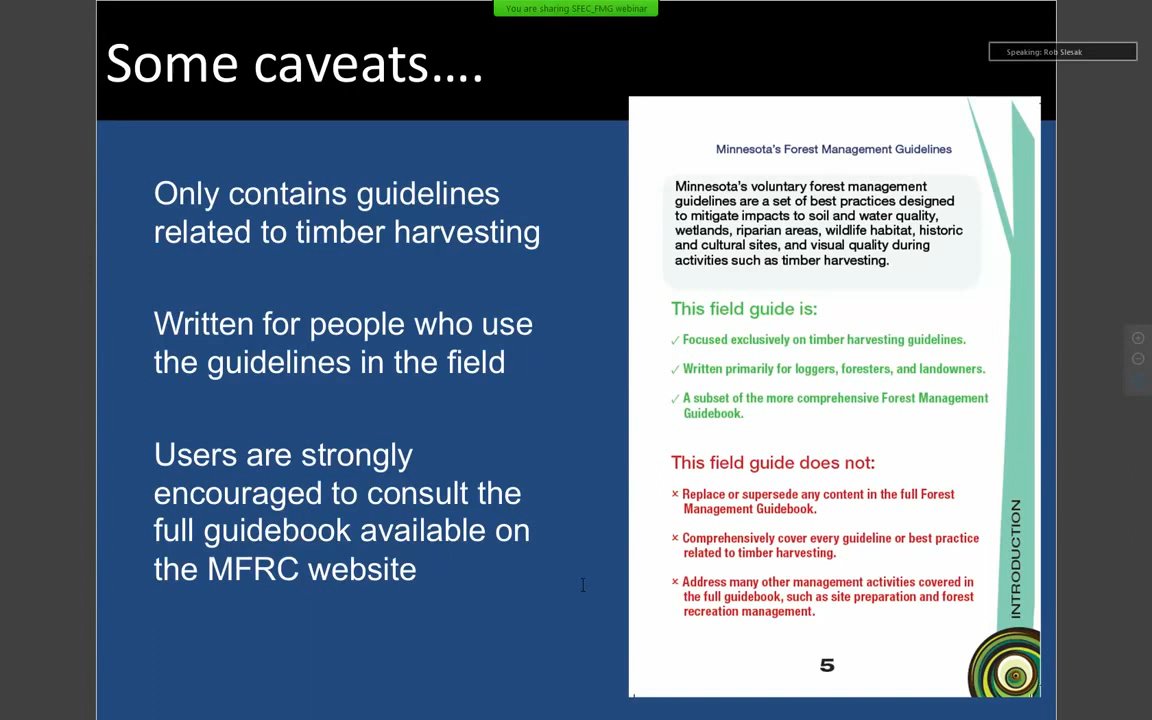 You are sharing SFEC_FMG webinar
Speaking: Rob Slesak
Some caveats....
Only contains guidelines
related to timber harvesting
Written for people who use
the guidelines in the field
Users are strongly
encouraged to consult the
full guidebook available on
the MFRC website
Minnesota's Forest Management Guidelines
Minnesota's voluntary forest management
guidelines are a set of best practices designed
to mitigate impacts to soil and water quality,
wetlands, riparian areas, wildlife habitat, historic
and cultural sites, and visual quality during
activities such as timber harvesting.
This field guide is:
✓ Focused exclusively on timber harvesting guidelines.
✓ Written primarily for loggers, foresters, and landowners.
✓ A subset of the more comprehensive Forest Management
Guidebook.
This field guide does not:
× Replace or supersede any content in the full Forest
Management Guidebook.
× Comprehensively cover every guideline or best practice
related to timber harvesting.
× Address many other management activities covered in
the full guidebook, such as site preparation and forest
recreation management.
INTRODUCTION
5